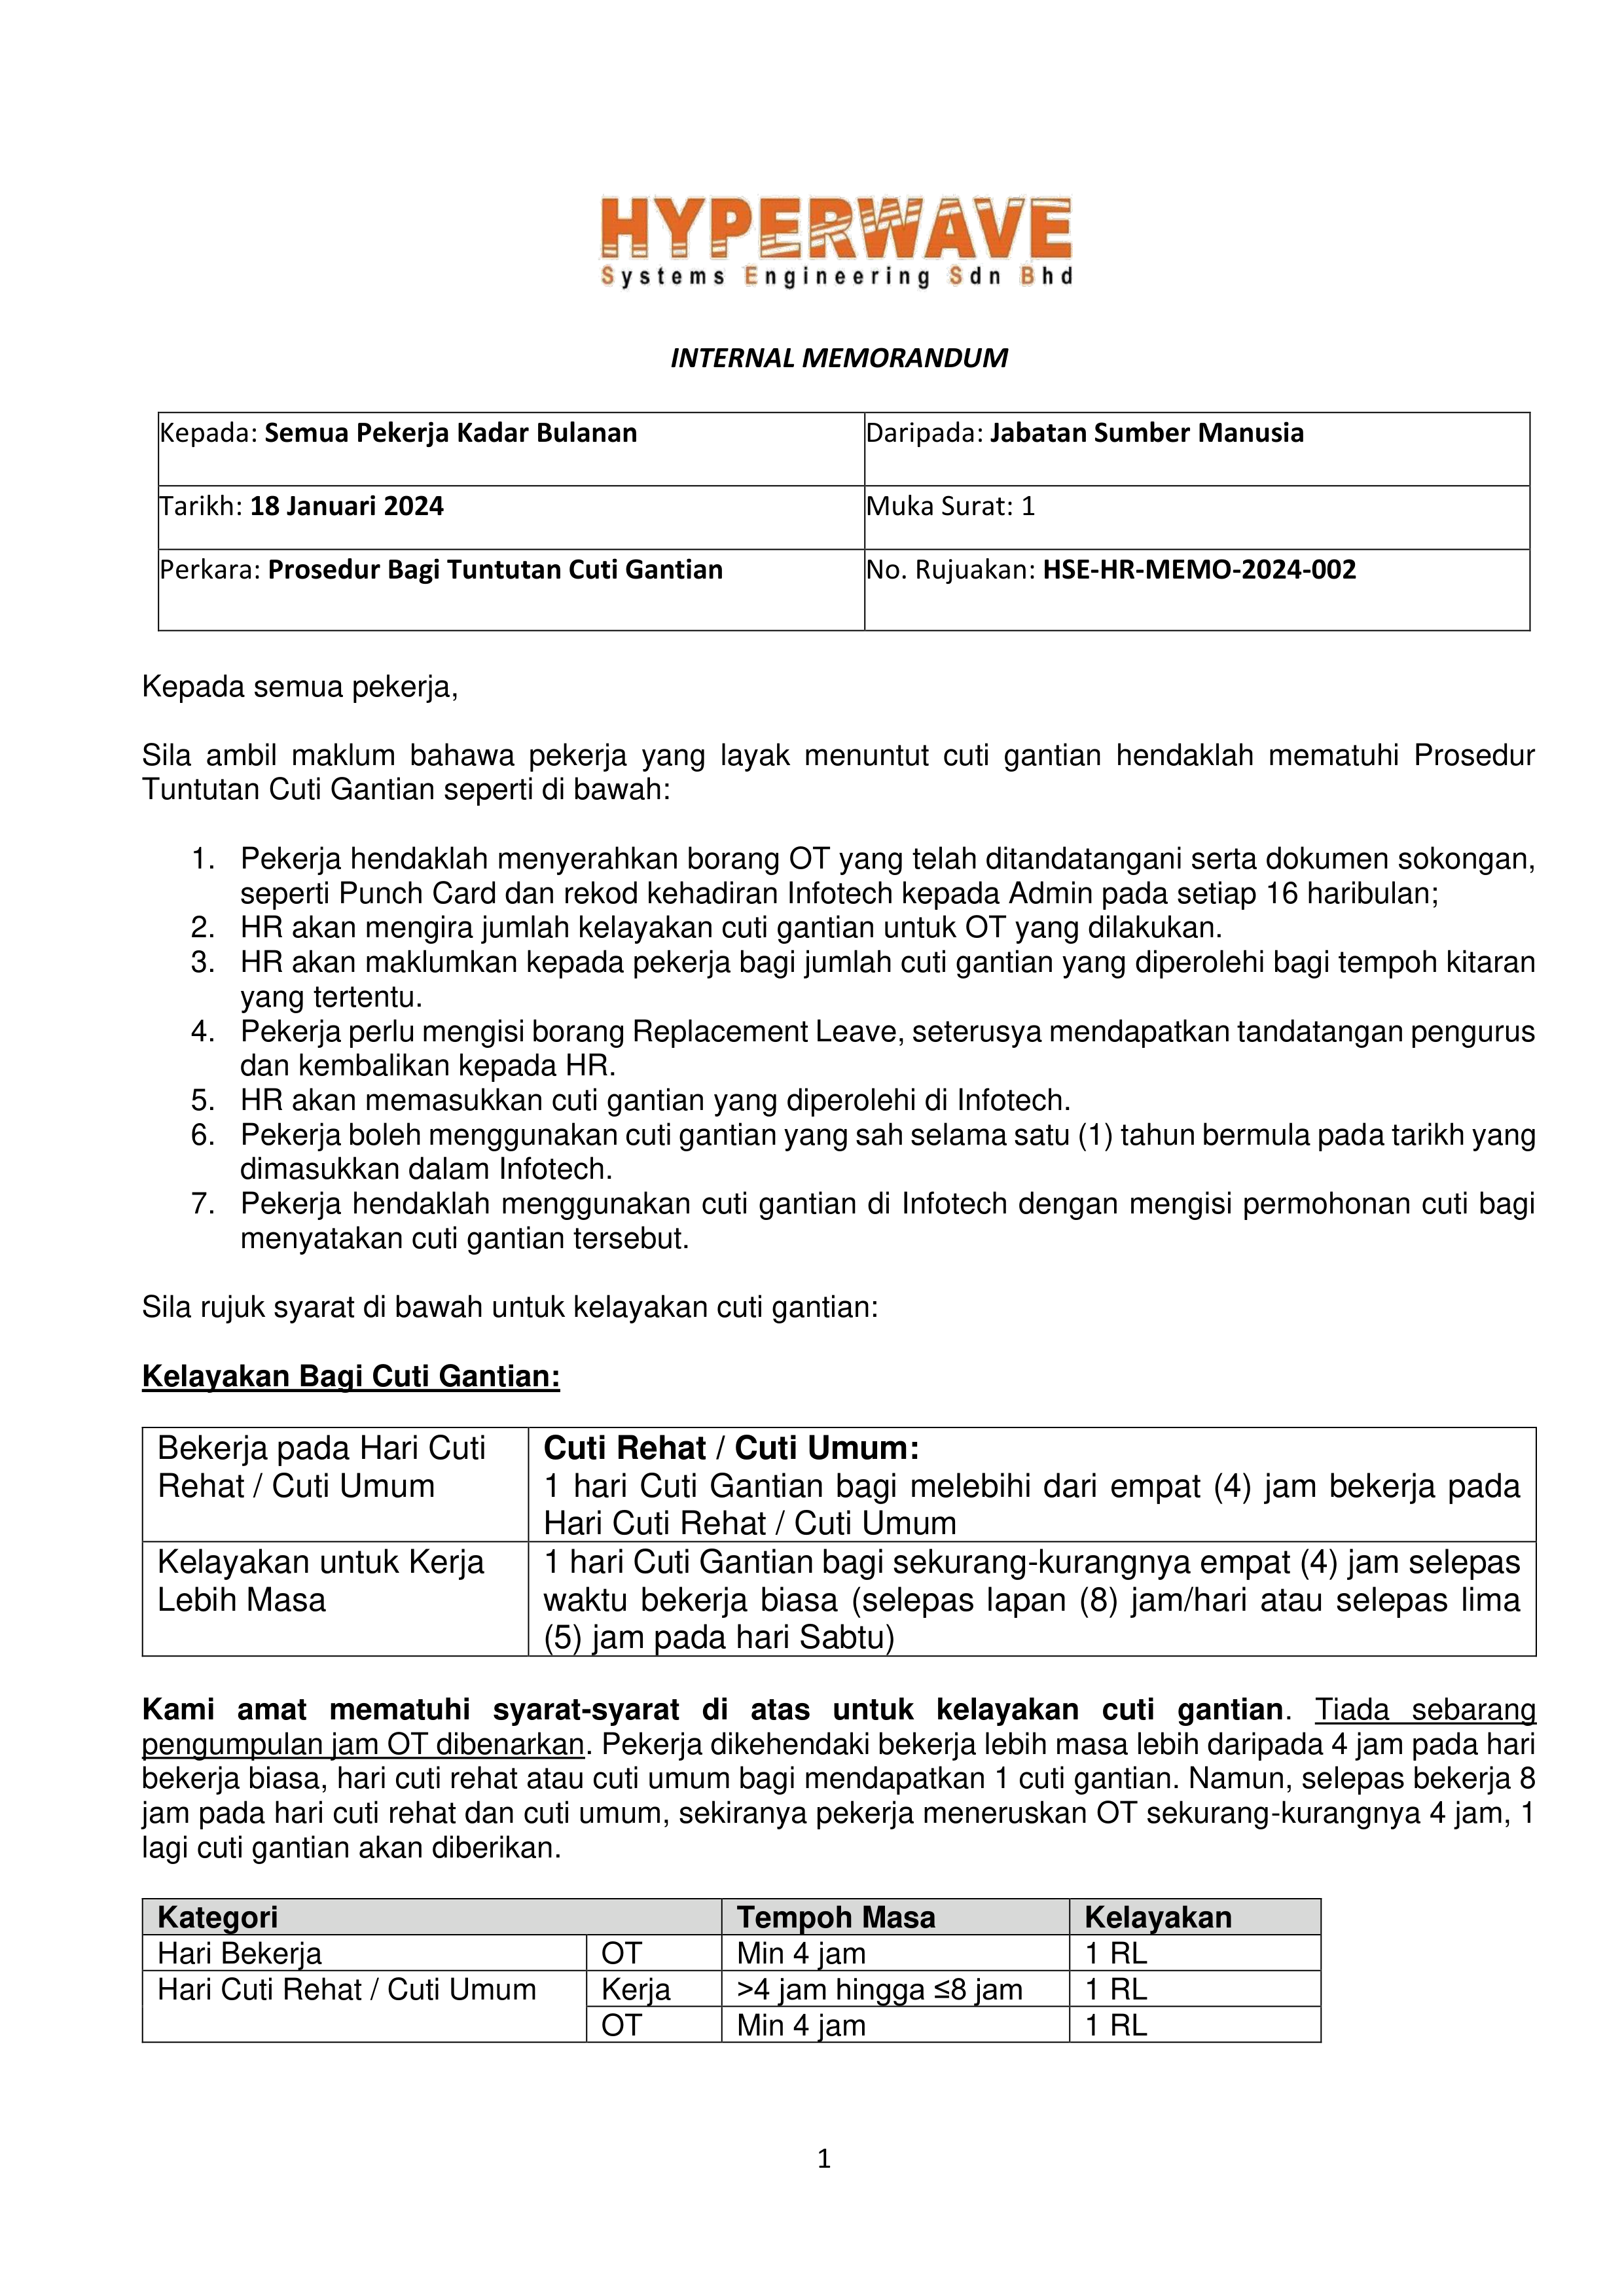 HYPERWAVE
Systems Engineering Sdn Bhd
INTERNAL MEMORANDUM
Kepada: Semua Pekerja Kadar Bulanan
Daripada: Jabatan Sumber Manusia
Tarikh: 18 Januari 2024
Muka Surat: 1
Perkara: Prosedur Bagi Tuntutan Cuti Gantian
No. Rujuakan: HSE-HR-MEMO-2024-002
Kepada semua pekerja,
Sila ambil maklum bahawa pekerja yang layak menuntut cuti gantian hendaklah mematuhi Prosedur
Tuntutan Cuti Gantian seperti di bawah:
1. Pekerja hendaklah menyerahkan borang OT yang telah ditandatangani serta dokumen sokongan,
seperti Punch Card dan rekod kehadiran Infotech kepada Admin pada setiap 16 haribulan;
2. HR akan mengira jumlah kelayakan cuti gantian untuk OT yang dilakukan.
3. HR akan maklumkan kepada pekerja bagi jumlah cuti gantian yang diperolehi bagi tempoh kitaran
yang tertentu.
4. Pekerja perlu mengisi borang Replacement Leave, seterusya mendapatkan tandatangan pengurus
dan kembalikan kepada HR.
5. HR akan memasukkan cuti gantian yang diperolehi di Infotech.
6. Pekerja boleh menggunakan cuti gantian yang sah selama satu (1) tahun bermula pada tarikh yang
dimasukkan dalam Infotech.
7. Pekerja hendaklah menggunakan cuti gantian di Infotech dengan mengisi permohonan cuti bagi
menyatakan cuti gantian tersebut.
Sila rujuk syarat di bawah untuk kelayakan cuti gantian:
Kelayakan Bagi Cuti Gantian:
Bekerja pada Hari Cuti
Rehat / Cuti Umum
Cuti Rehat / Cuti Umum:
1 hari Cuti Gantian bagi melebihi dari empat (4) jam bekerja pada
Hari Cuti Rehat / Cuti Umum
Kelayakan untuk Kerja
Lebih Masa
1 hari Cuti Gantian bagi sekurang-kurangnya empat (4) jam selepas
waktu bekerja biasa (selepas lapan (8) jam/hari atau selepas lima
(5) jam pada hari Sabtu)
Kami amat mematuhi syarat-syarat di atas untuk kelayakan cuti gantian. Tiada sebarang
pengumpulan jam OT dibenarkan. Pekerja dikehendaki bekerja lebih masa lebih daripada 4 jam pada hari
bekerja biasa, hari cuti rehat atau cuti umum bagi mendapatkan 1 cuti gantian. Namun, selepas bekerja 8
jam pada hari cuti rehat dan cuti umum, sekiranya pekerja meneruskan OT sekurang-kurangnya 4 jam, 1
lagi cuti gantian akan diberikan.
Kategori Tempoh Masa Kelayakan
Hari Bekerja OT Min 4 jam 1 RL
Hari Cuti Rehat / Cuti Umum Kerja >4 jam hingga ≤8 jam 1 RL
OT Min 4 jam 1 RL
1